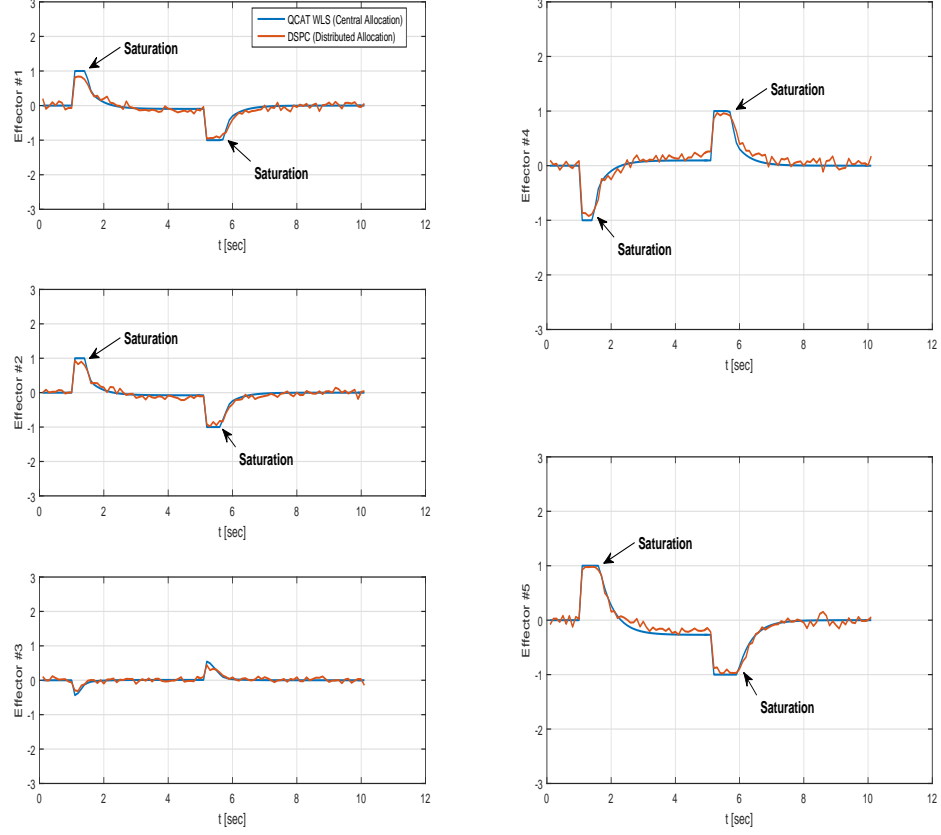 QCAT WLS (Central Allocation)
DSPC (Distributed Allocation)
Saturation
Saturation
Effector #1
3
2
1
0
-1
-2
-3
0 2 4 6 8 10 12
t [sec]
Saturation
Saturation
Effector #2
3
2
1
0
-1
-2
-3
0 2 4 6 8 10 12
t [sec]
Effector #3
3
2
1
0
-1
-2
-3
0 2 4 6 8 10 12
t [sec]
Saturation
Saturation
Effector #4
3
2
1
0
-1
-2
-3
0 2 4 6 8 10 12
t [sec]
Saturation
Saturation
Effector #5
3
2
1
0
-1
-2
-3
0 2 4 6 8 10 12
t [sec]